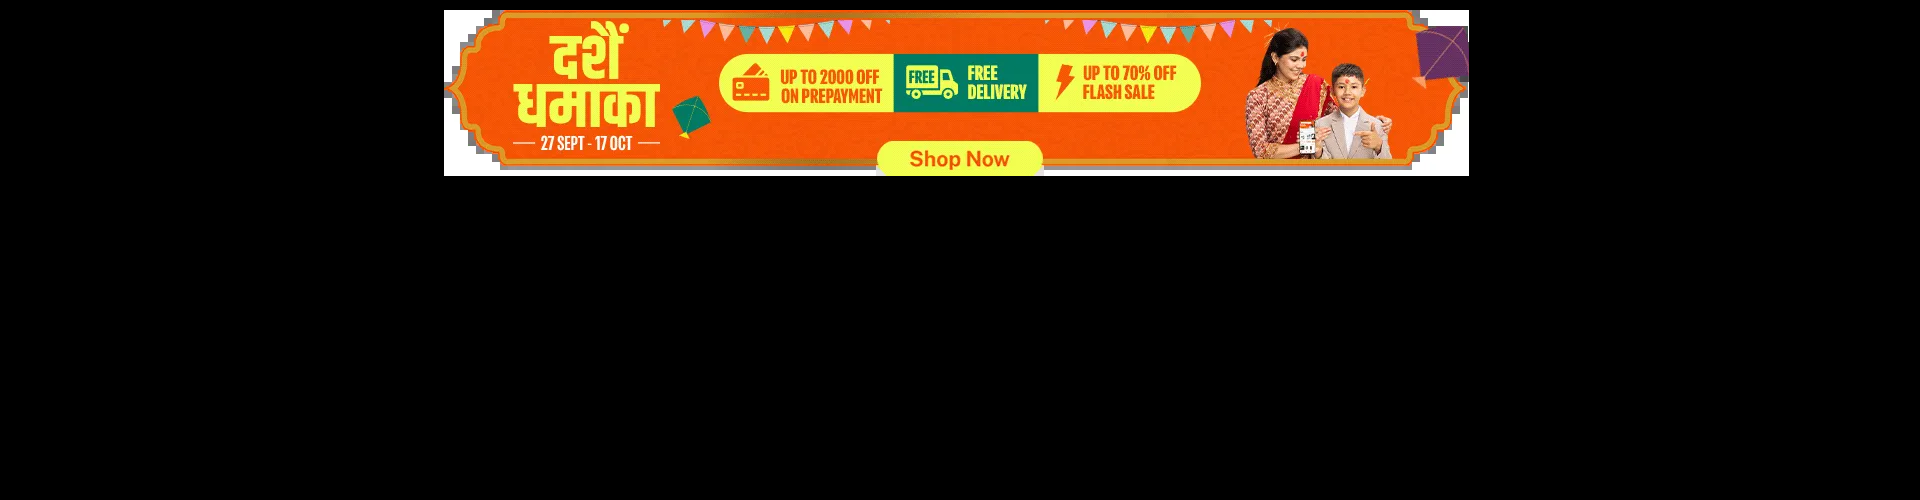 दशैं
धमाका
27 SEPT - 17 OCT
UP TO 2000 OFF
ON PREPAYMENT
FREE
FREE
DELIVERY
UP TO 70% OFF
FLASH SALE
Shop Now